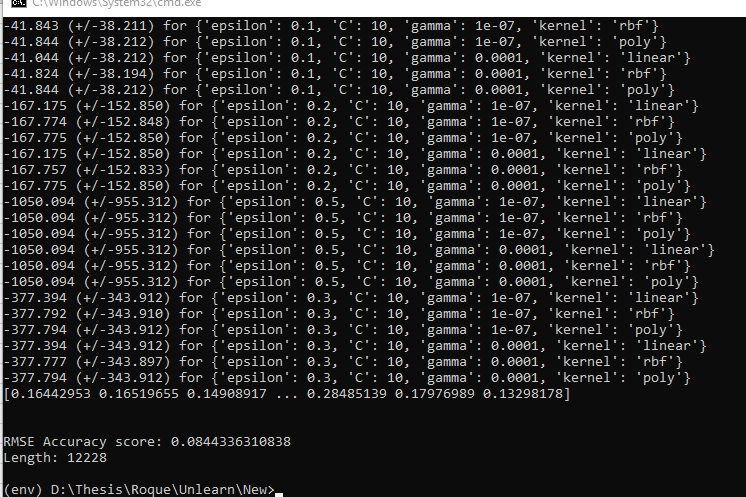 C:\Windows\System32\cmd.exe
-41.843 (+/-38.211) for {'epsilon': 0.1, 'C': 10, 'gamma': 1e-07, 'kernel': 'rbf'}
-41.844 (+/-38.212) for {'epsilon': 0.1, 'C': 10, 'gamma': 1e-07, 'kernel': 'poly'}
-41.044 (+/-38.212) for {'epsilon': 0.1, 'C': 10, 'gamma': 0.0001, 'kernel': 'linear'}
-41.824 (+/-38.194) for {'epsilon': 0.1, 'C': 10, 'gamma': 0.0001, 'kernel': 'rbf'}
-41.844 (+/-38.212) for {'epsilon': 0.1, 'C': 10, 'gamma': 0.0001, 'kernel': 'poly'}
-167.175 (+/-152.850) for {'epsilon': 0.2, 'C': 10, 'gamma': 1e-07, 'kernel': 'linear'}
-167.774 (+/-152.848) for {'epsilon': 0.2, 'C': 10, 'gamma': 1e-07, 'kernel': 'rbf'}
-167.775 (+/-152.850) for {'epsilon': 0.2, 'C': 10, 'gamma': 1e-07, 'kernel': 'poly'}
-167.175 (+/-152.850) for {'epsilon': 0.2, 'C': 10, 'gamma': 0.0001, 'kernel': 'linear'}
-167.757 (+/-152.833) for {'epsilon': 0.2, 'C': 10, 'gamma': 0.0001, 'kernel': 'rbf'}
-167.775 (+/-152.850) for {'epsilon': 0.2, 'C': 10, 'gamma': 0.0001, 'kernel': 'poly'}
-1050.094 (+/-955.312) for {'epsilon': 0.5, 'C': 10, 'gamma': 1e-07, 'kernel': 'linear'}
-1050.094 (+/-955.312) for {'epsilon': 0.5, 'C': 10, 'gamma': 1e-07, 'kernel': 'rbf'}
-1050.094 (+/-955.312) for {'epsilon': 0.5, 'C': 10, 'gamma': 1e-07, 'kernel': 'poly'}
-1050.094 (+/-955.312) for {'epsilon': 0.5, 'C': 10, 'gamma': 0.0001, 'kernel': 'linear'}
-1050.094 (+/-955.312) for {'epsilon': 0.5, 'C': 10, 'gamma': 0.0001, 'kernel': 'rbf'}
-1050.094 (+/-955.312) for {'epsilon': 0.5, 'C': 10, 'gamma': 0.0001, 'kernel': 'poly'}
-377.394 (+/-343.912) for {'epsilon': 0.3, 'C': 10, 'gamma': 1e-07, 'kernel': 'linear'}
-377.792 (+/-343.910) for {'epsilon': 0.3, 'C': 10, 'gamma': 1e-07, 'kernel': 'rbf'}
-377.794 (+/-343.912) for {'epsilon': 0.3, 'C': 10, 'gamma': 1e-07, 'kernel': 'poly'}
-377.394 (+/-343.912) for {'epsilon': 0.3, 'C': 10, 'gamma': 0.0001, 'kernel': 'linear'}
-377.777 (+/-343.897) for {'epsilon': 0.3, 'C': 10, 'gamma': 0.0001, 'kernel': 'rbf'}
-377.794 (+/-343.912) for {'epsilon': 0.3, 'C': 10, 'gamma': 0.0001, 'kernel': 'poly'}
[0.16442953 0.16519655 0.14908917 ... 0.28485139 0.17976989 0.13298178]
RMSE Accuracy score: 0.0844336310838
Length: 12228
(env) D:\Thesis\Roque\Unlearn\New>